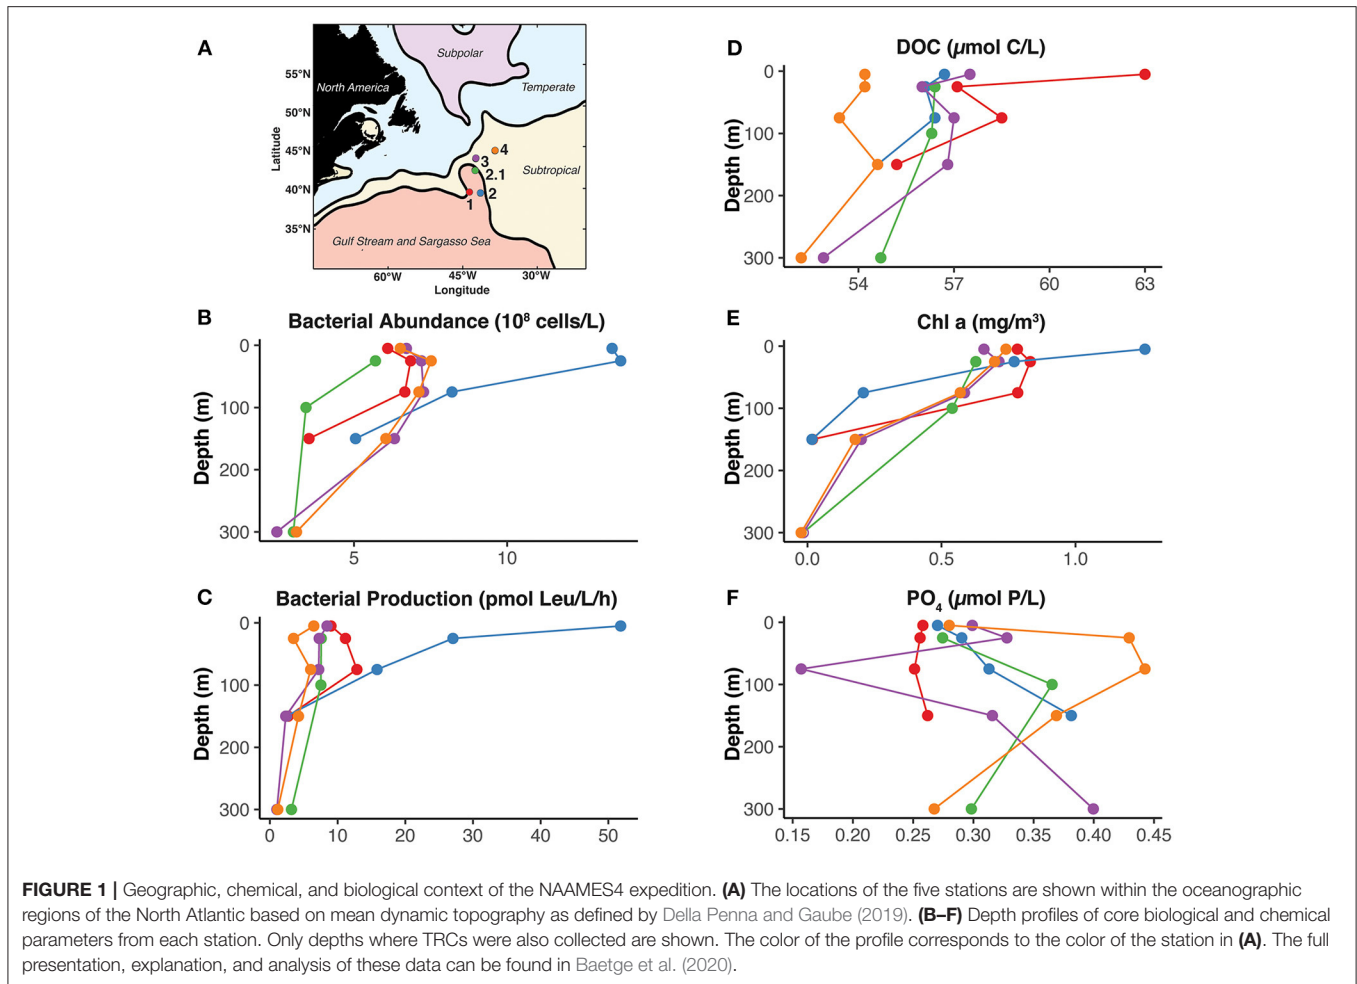 A
Subpolar
North America
Temperate
Subtropical
Gulf Stream and Sargasso Sea
4
3
2.1
1
2
55°N
50°N
45°N
40°N
35°N
Latitude
60°W 45°W 30°W
Longitude
B
Bacterial Abundance (10⁸ cells/L)
0
100
200
300
Depth (m)
5 10
C
Bacterial Production (pmol Leu/L/h)
0
100
200
300
Depth (m)
0 10 20 30 40 50
D
DOC (µmol C/L)
0
100
200
300
Depth (m)
54 57 60 63
E
Chl a (mg/m³)
0
100
200
300
Depth (m)
0.0 0.5 1.0
F
PO₄ (µmol P/L)
0
100
200
300
Depth (m)
0.15 0.20 0.25 0.30 0.35 0.40 0.45
FIGURE 1 | Geographic, chemical, and biological context of the NAAMES4 expedition. (A) The locations of the five stations are shown within the oceanographic
regions of the North Atlantic based on mean dynamic topography as defined by Della Penna and Gaube (2019). (B–F) Depth profiles of core biological and chemical
parameters from each station. Only depths where TRCs were also collected are shown. The color of the profile corresponds to the color of the station in (A). The full
presentation, explanation, and analysis of these data can be found in Baetge et al. (2020).